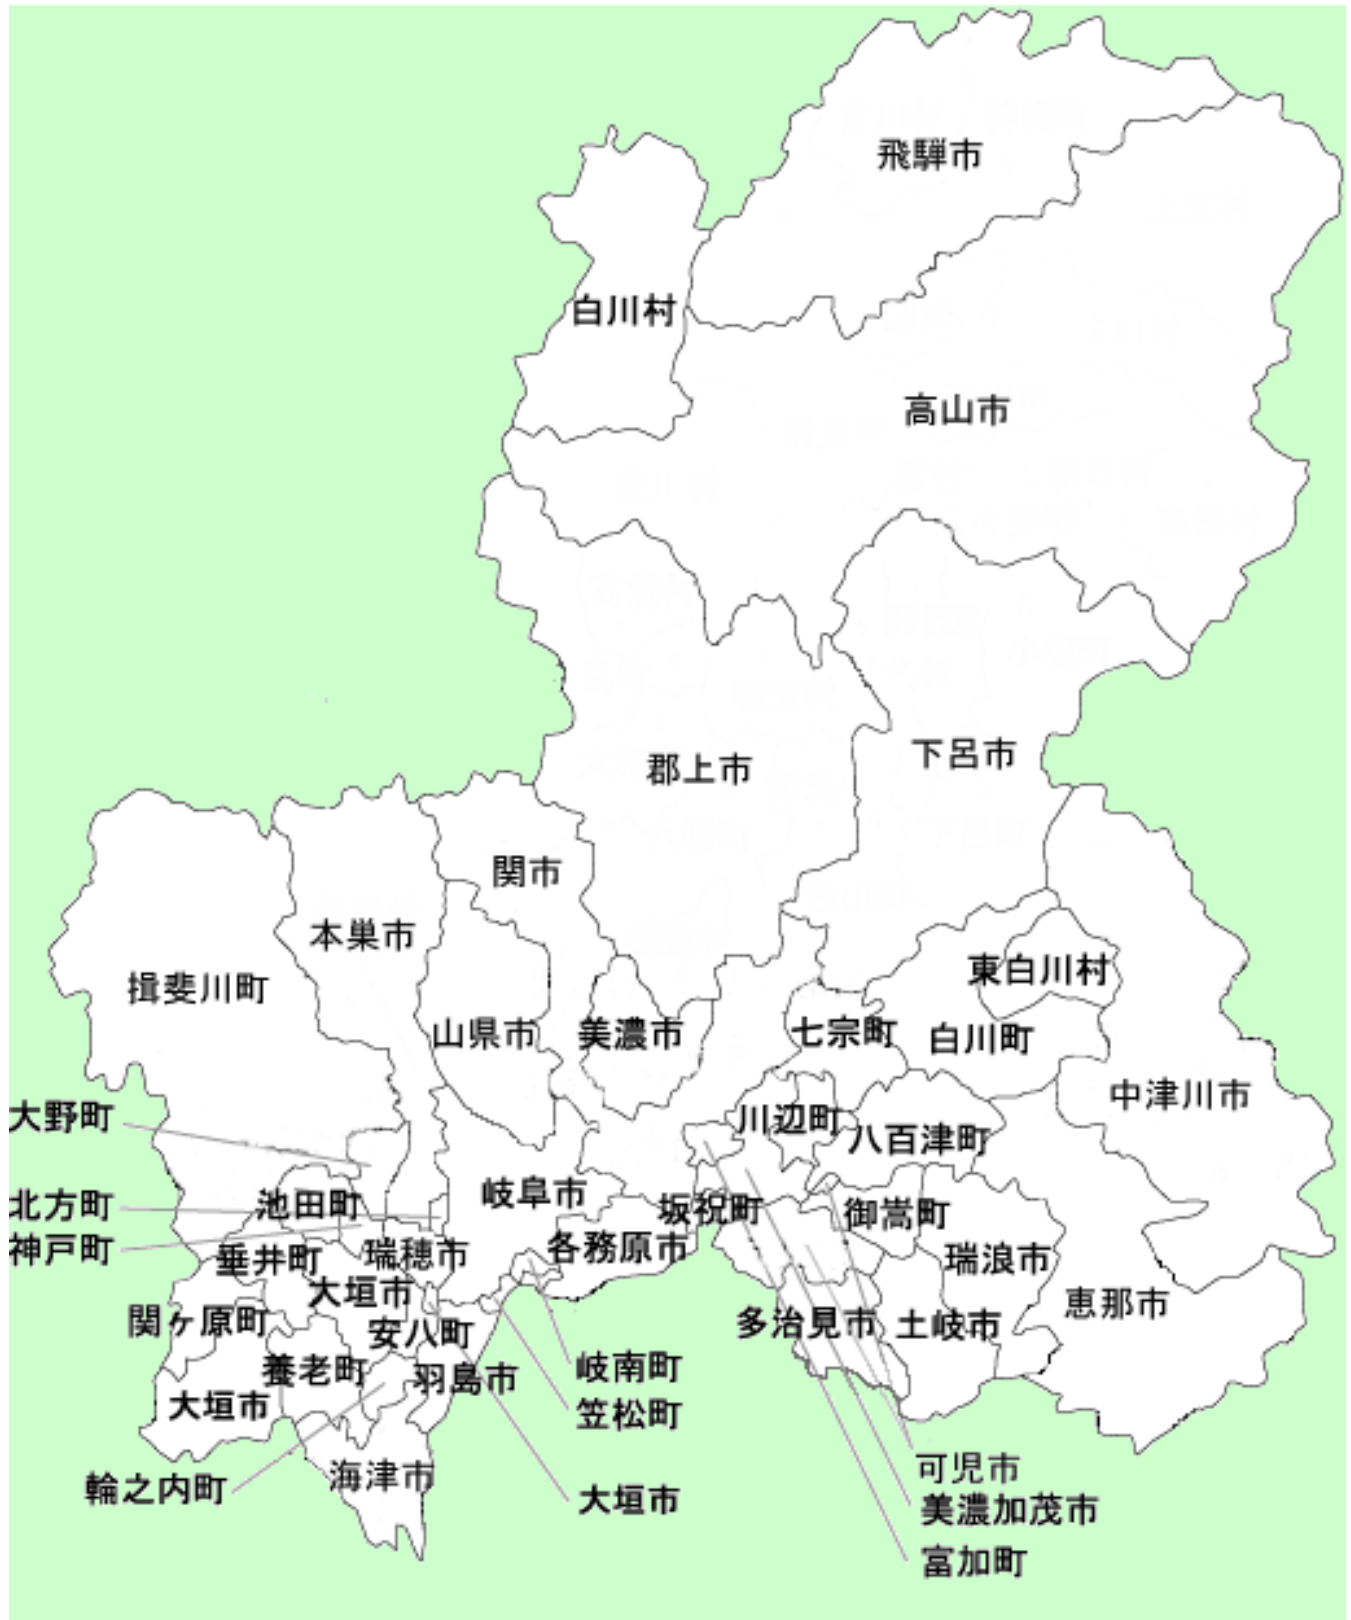 飛騨市
白川村
高山市
下呂市
郡上市
関市
本巣市
東白川村
揖斐川町
山県市
美濃市
七宗町
白川町
中津川市
大野町
川辺町
八百津町
池田町
岐阜市
北方町
坂祝町
御嵩町
神戸町
垂井町
瑞穂市
各務原市
瑞浪市
大垣市
恵那市
関ヶ原町
安八町
多治見市
土岐市
養老町
羽島市
岐南町
大垣市
笠松町
海津市
可児市
輪之内町
大垣市
美濃加茂市
富加町